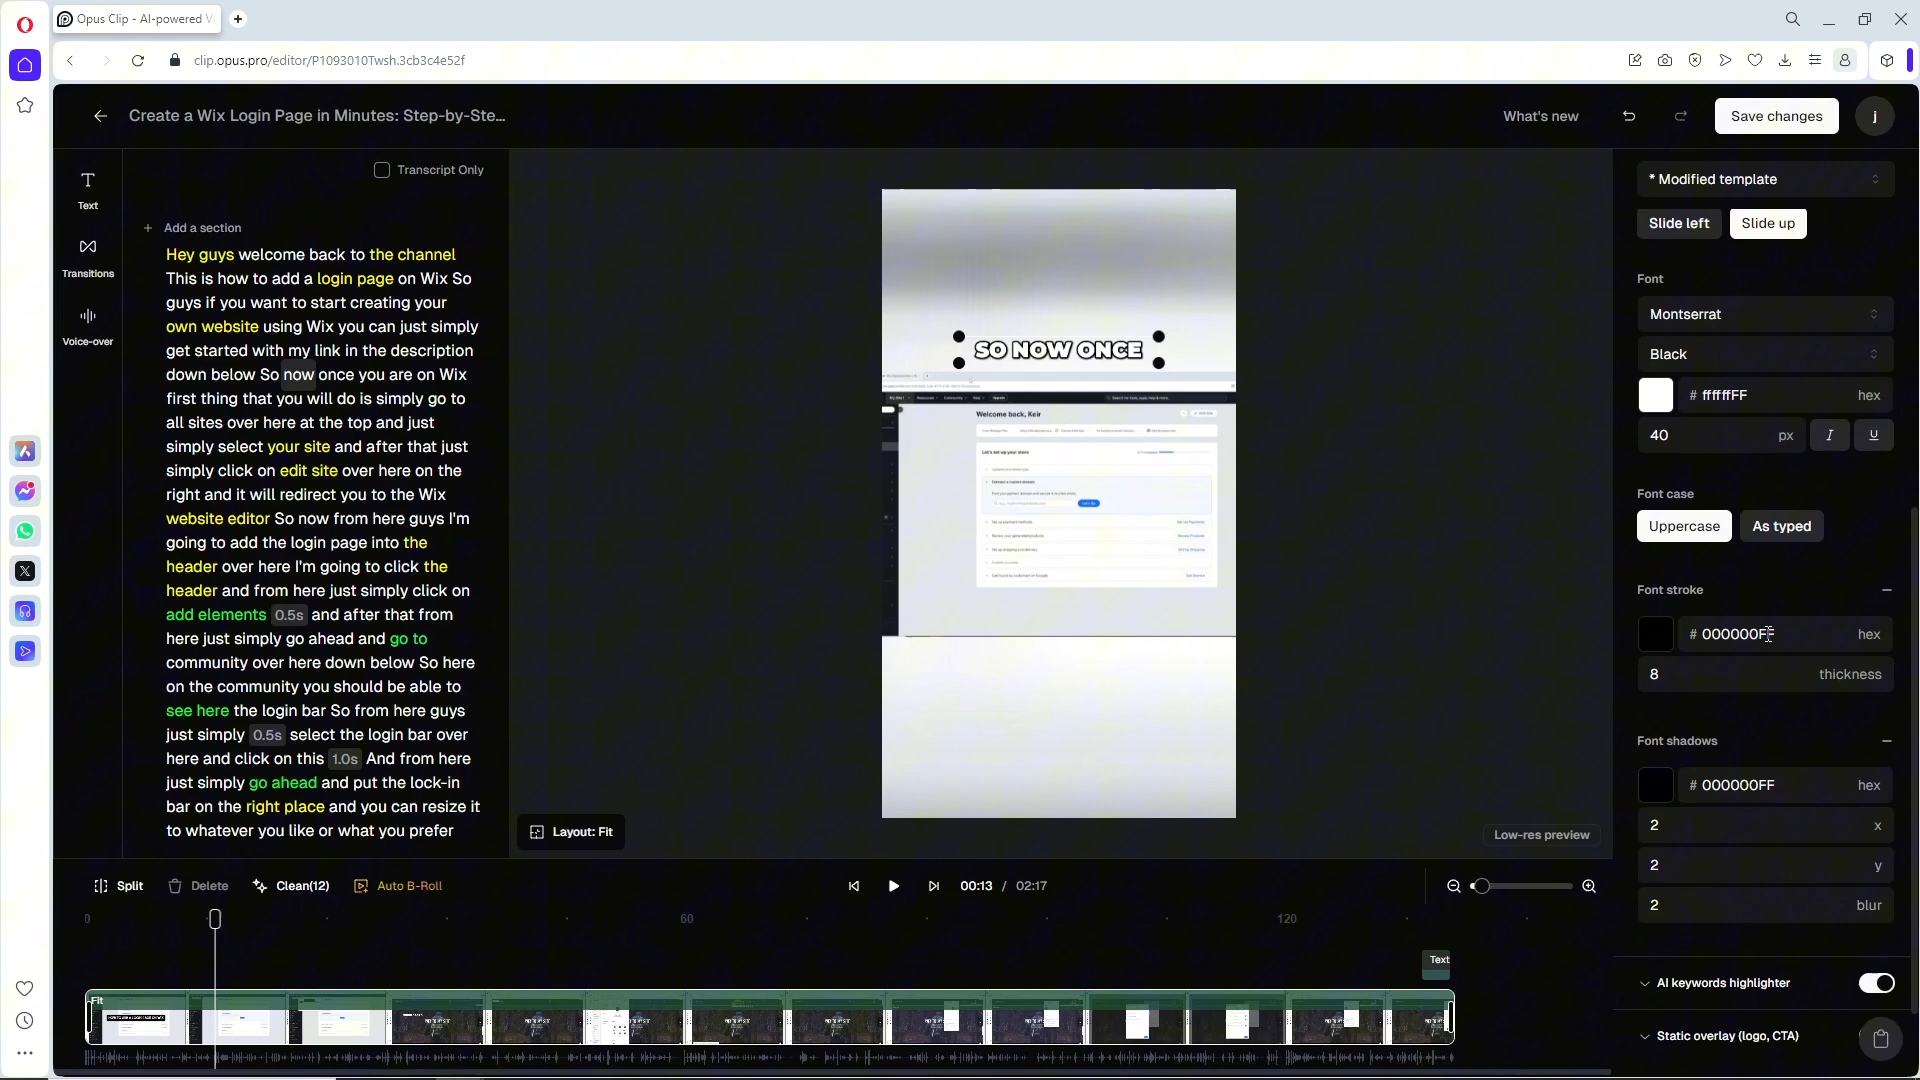 Opus Clip - AI-powered V
clip.opus.pro/editor/P1093010Twsh.3cb3c4e52f
Create a Wix Login Page in Minutes: Step-by-Ste...
What's new
Save changes
j
Text
Transitions
Voice-over
Transcript Only
+ Add a section
Hey guys welcome back to the channel
This is how to add a login page on Wix So
guys if you want to start creating your
own website using Wix you can just simply
get started with my link in the description
down below So now once you are on Wix
first thing that you will do is simply go to
all sites over here at the top and just
simply select your site and after that just
simply click on edit site over here on the
right and it will redirect you to the Wix
website editor So now from here guys I'm
going to add the login page into the
header over here I'm going to click the
header and from here just simply click on
add elements 0.5s and after that from
here just simply go ahead and go to
community over here down below So here
on the community you should be able to
see here the login bar So from here guys
just simply 0.5s select the login bar over
here and click on this 1.0s And from here
just simply go ahead and put the lock-in
bar on the right place and you can resize it
to whatever you like or what you prefer
SO NOW ONCE
Welcome back, Keir
Let's set up your store
Layout: Fit
Low-res preview
* Modified template
Slide left
Slide up
Font
Montserrat
Black
# ffffffFF hex
40 px I U
Font case
Uppercase
As typed
Font stroke
# 000000FF hex
8 thickness
Font shadows
# 000000FF hex
2 x
2 y
2 blur
AI keywords highlighter
Static overlay (logo, CTA)
Split
Delete
Clean(12)
Auto B-Roll
00:13 / 02:17
0
60
120
Text
Fit